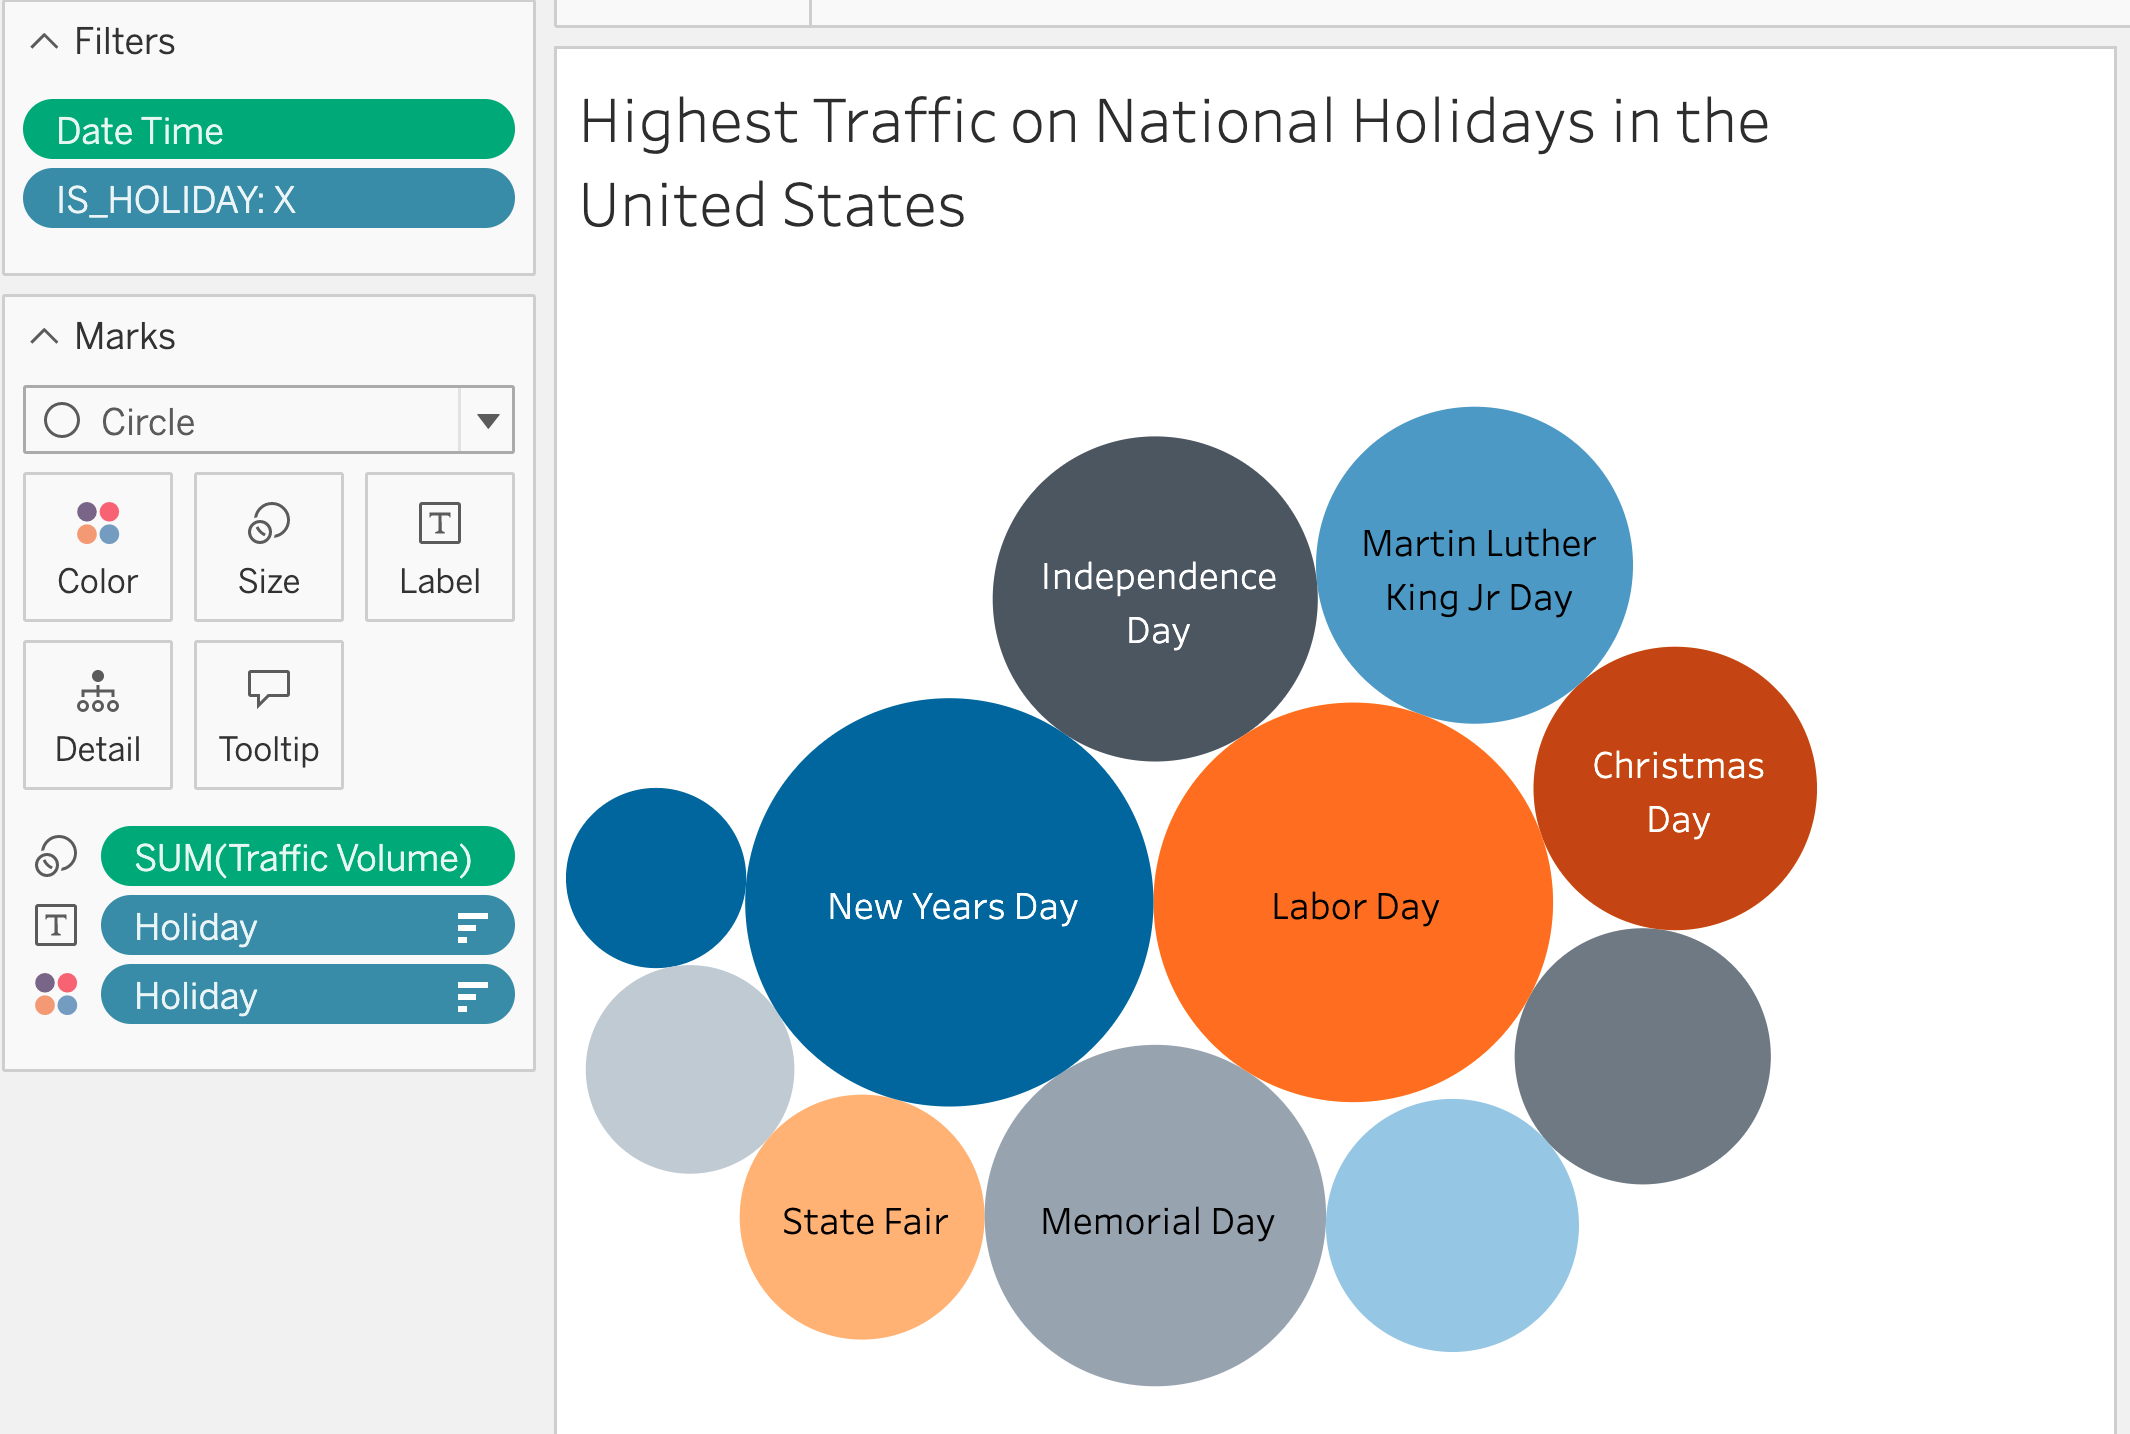 Filters
Date Time
IS_HOLIDAY: X
Marks
Circle
Color
Size
Label
Detail
Tooltip
SUM(Traffic Volume)
Holiday
Holiday
Highest Traffic on National Holidays in the
United States
Independence
Day
Martin Luther
King Jr Day
Christmas
Day
New Years Day
Labor Day
State Fair
Memorial Day